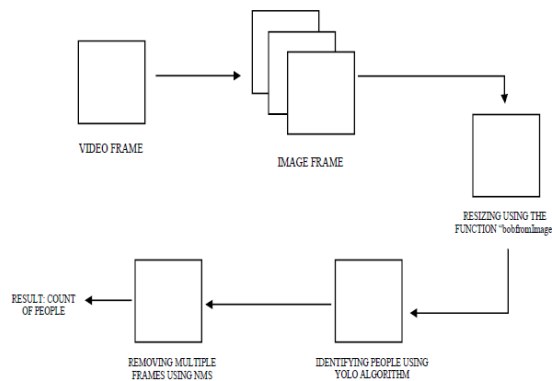 VIDEO FRAME
IMAGE FRAME
RESIZING USING THE
FUNCTION "bobfromImage
IDENTIFYING PEOPLE USING
YOLO ALGORITHM
REMOVING MULTIPLE
FRAMES USING NMS
RESULT: COUNT
OF PEOPLE